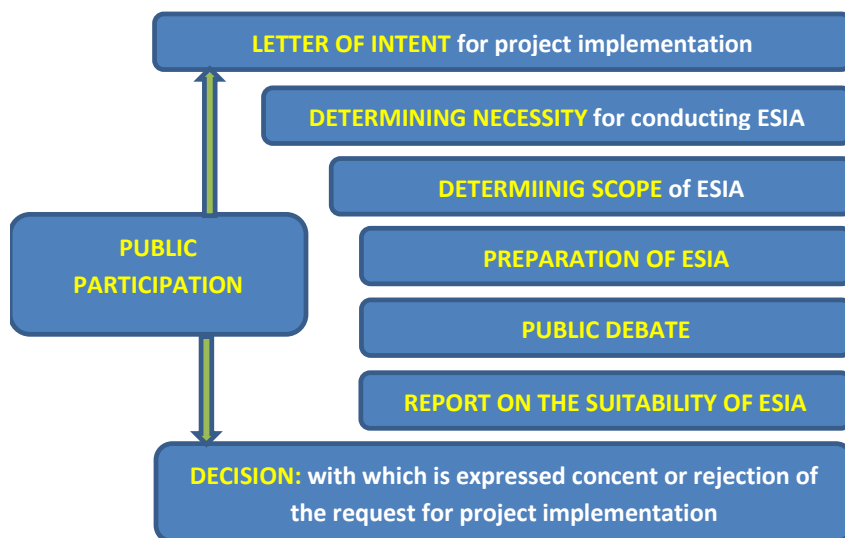 LETTER OF INTENT for project implementation
DETERMINING NECESSITY for conducting ESIA
DETERMIINIG SCOPE of ESIA
PUBLIC
PARTICIPATION
PREPARATION OF ESIA
PUBLIC DEBATE
REPORT ON THE SUITABILITY OF ESIA
DECISION: with which is expressed concent or rejection of
the request for project implementation